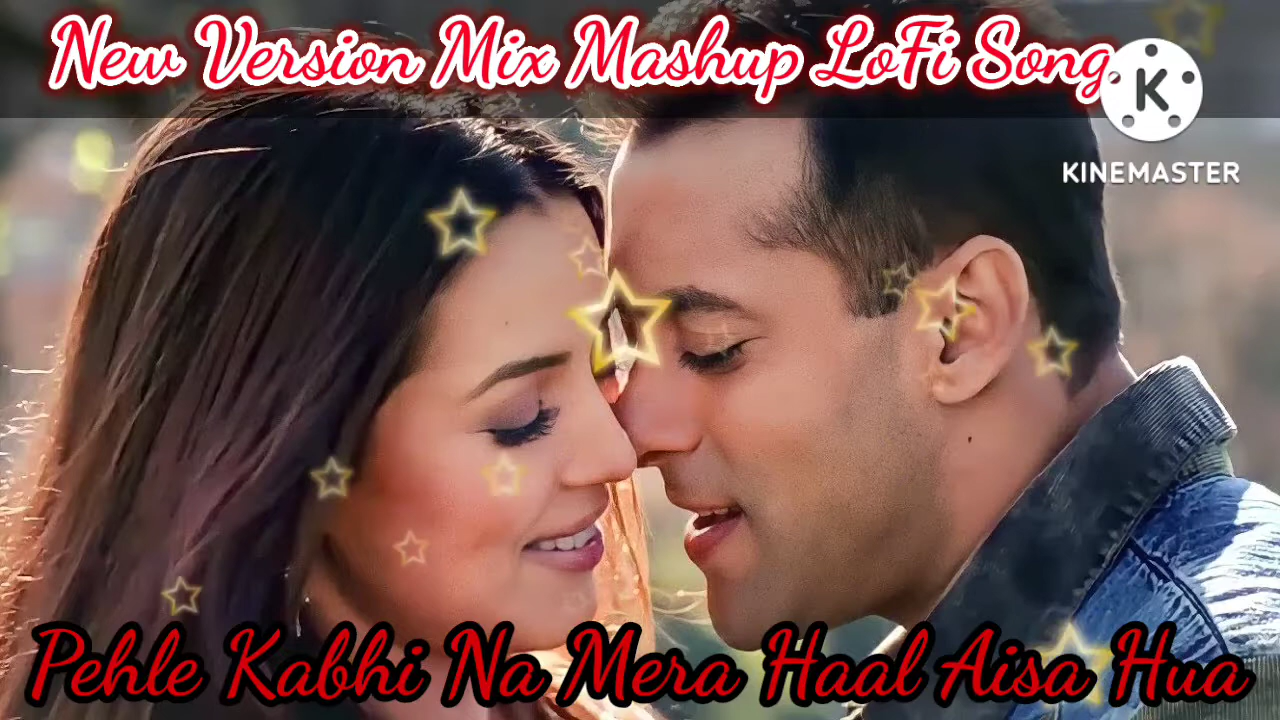 New Version Mix Mashup LoFi Song
K
KINEMASTER
Pehle Kabhi Na Mera Haal Aisa Hua